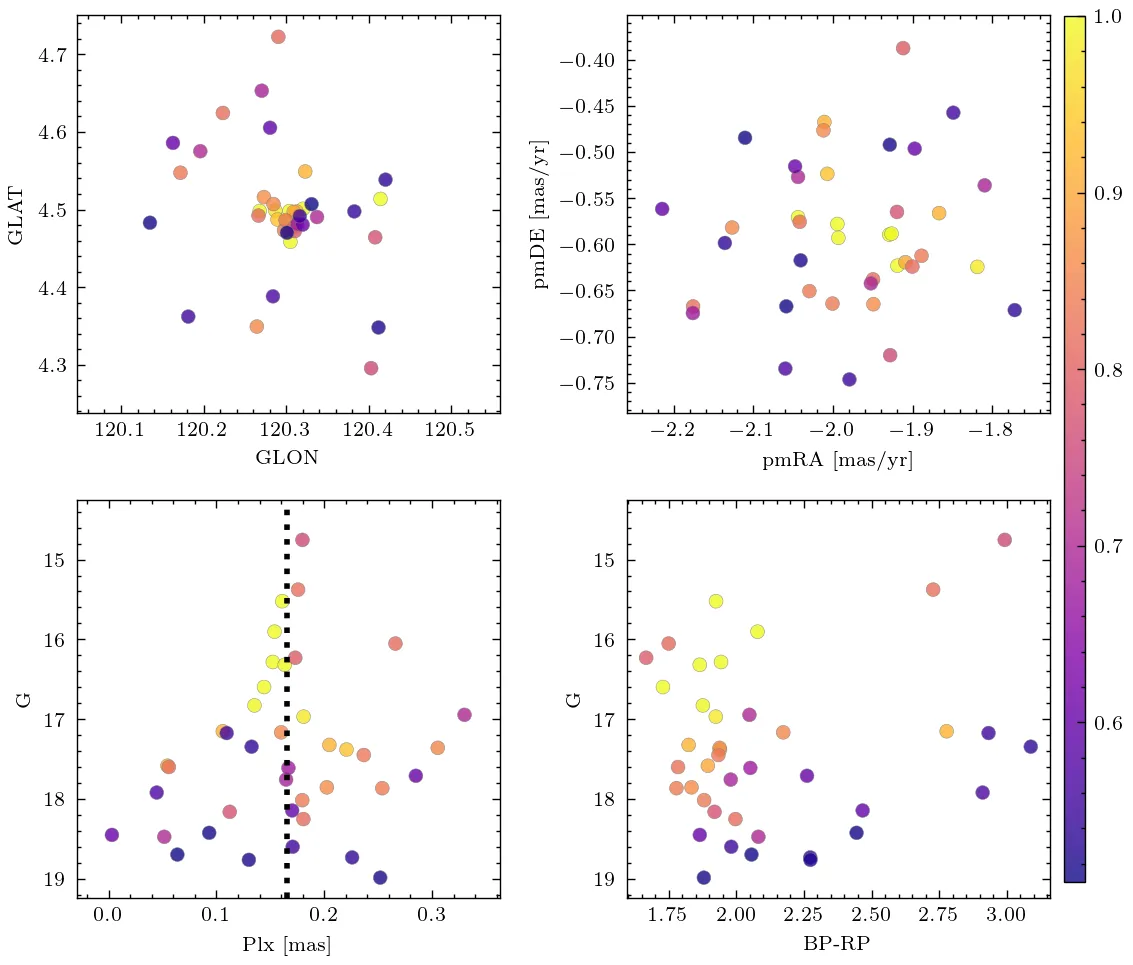 4.7
4.6
4.5
4.4
4.3
GLAT
120.1 120.2 120.3 120.4 120.5
GLON
−0.40
−0.45
−0.50
−0.55
−0.60
−0.65
−0.70
−0.75
pmDE [mas/yr]
−2.2 −2.1 −2.0 −1.9 −1.8
pmRA [mas/yr]
1.0
0.9
0.8
0.7
0.6
15
16
17
18
19
G
0.0 0.1 0.2 0.3
Plx [mas]
15
16
17
18
19
G
1.75 2.00 2.25 2.50 2.75 3.00
BP-RP